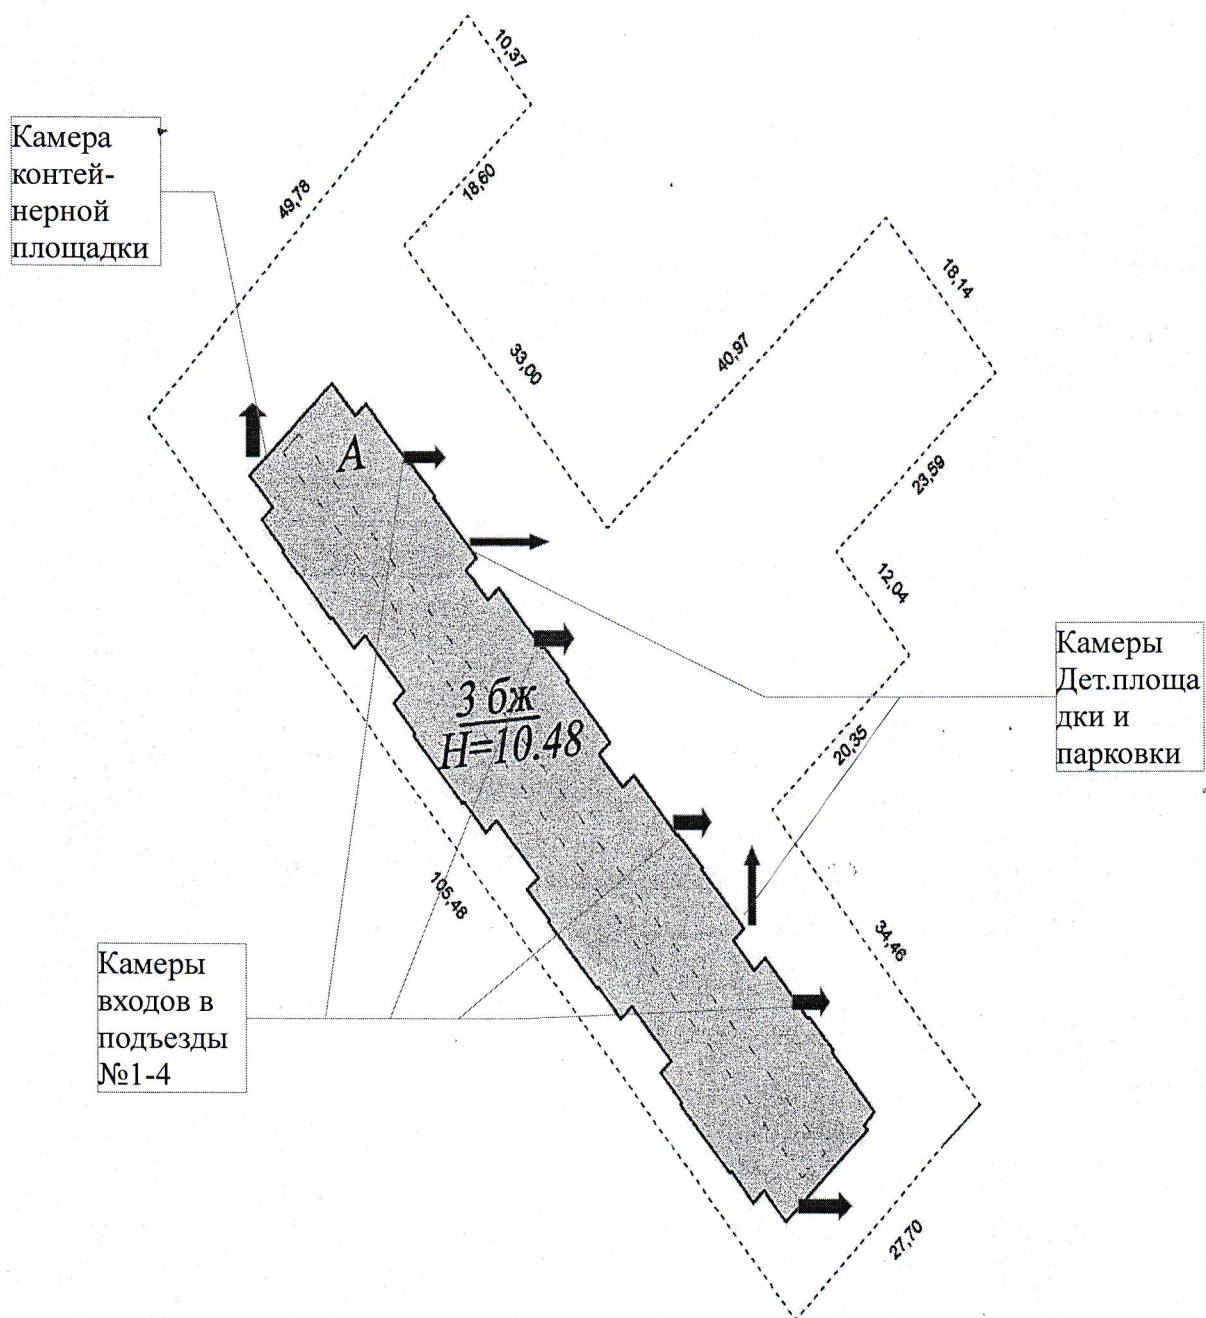 10,37
Камера
контей-
нерной
площадки
49,78
18,60
18,14
33,00
40,97
А
23,59
12,04
3 бж
Н=10.48
Камеры
Дет.площа
дки и
парковки
20,35
105,48
34,46
Камеры
входов в
подъезды
№1-4
27,70